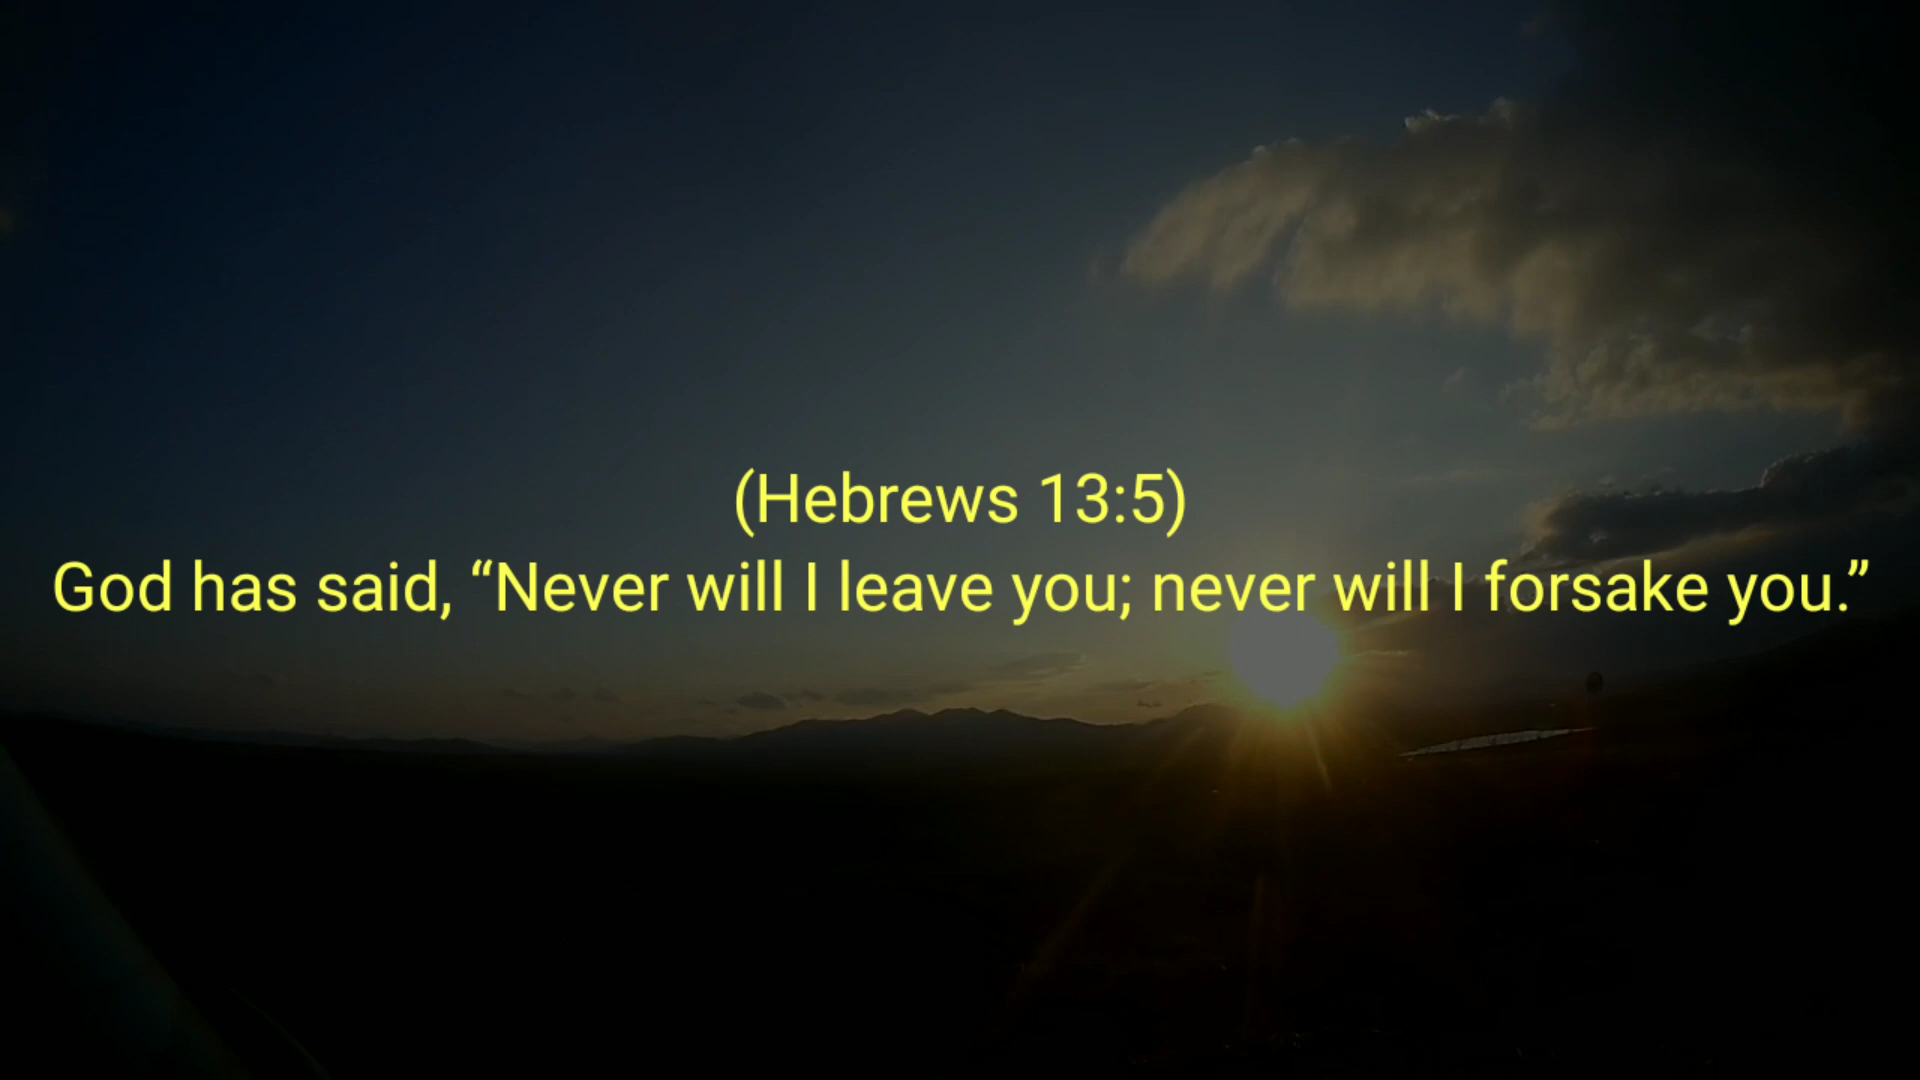 (Hebrews 13:5)
God has said, “Never will I leave you; never will I forsake you.”